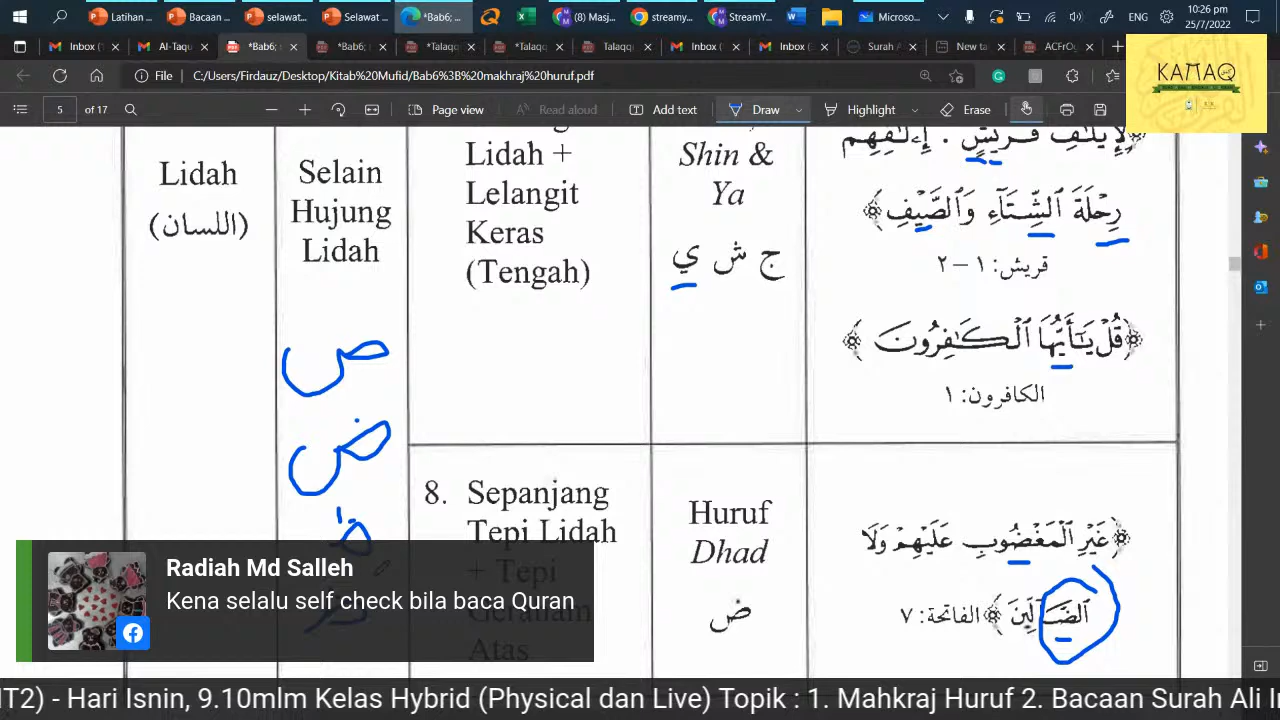 Latihan
Bacaan
selawat
Selawat
*Bab6;
(8) Masj
streamy
StreamY
Microso
ENG
10:26 pm
25/7/2022
Inbox (1
Al-Taqu
*Bab6;
*Bab6;
*Talaqo
*Talaq
Talaqq
Inbox (
Inbox (
Surah A
New ta
ACFrO
File
C:/Users/Firdauz/Desktop/Kitab%20Mufid/Bab6%3B%20makhraj%20huruf.pdf
5
of 17
Page view
Read aloud
Add text
Draw
Highlight
Erase
KAMAQ
Lidah
(اللسان)
Selain
Hujung
Lidah
Lidah +
Lelangit
Keras
(Tengah)
Shin &
Ya
ج ش ي
لِإِيلَٰفِ قُرَيْشٍ . إِۦلَٰفِهِمْ
رِحْلَةَ ٱلشِّتَآءِ وَٱلصَّيْفِ
قريش: ١ – ٢
قُلْ يَٰٓأَيُّهَا ٱلْكَٰفِرُونَ
الكافرون: ١
ص
ض
8. Sepanjang
Tepi Lidah
+ Tepi
Geraham
Atas
Huruf
Dhad
ض
غَيْرِ ٱلْمَغْضُوبِ عَلَيْهِمْ وَلَا
ٱلضَّآلِّينَ
الفاتحة: ٧
Radiah Md Salleh
Kena selalu self check bila baca Quran
NT2) - Hari Isnin, 9.10mlm Kelas Hybrid (Physical dan Live) Topik : 1. Mahkraj Huruf 2. Bacaan Surah Ali I